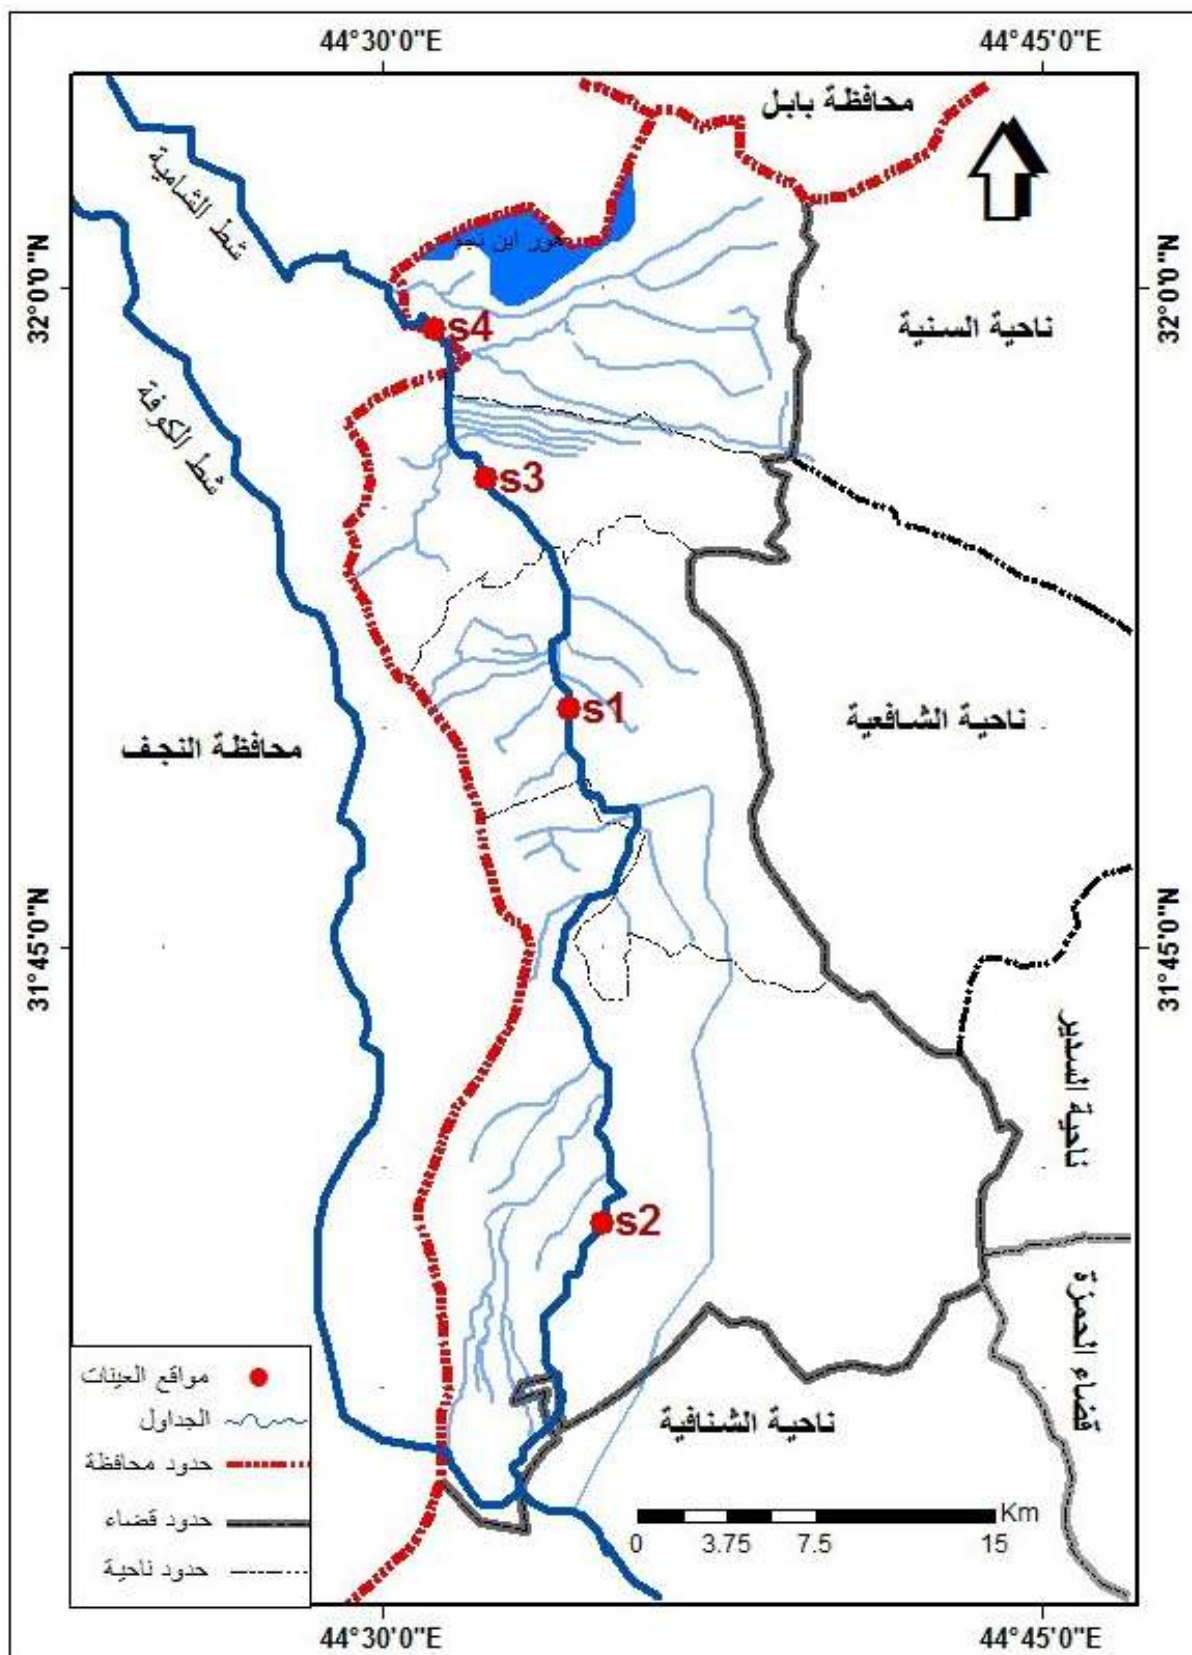 44°30'0"E
44°45'0"E
محافظة بابل
شط الشامية
هور ابن نجم
32°0'0"N
32°0'0"N
s4
ناحية السنية
شط الكوفة
s3
s1
ناحية الشافعية
محافظة النجف
31°45'0"N
31°45'0"N
ناحية السدير
s2
قضاء الحمزة
مواقع العينات
الجداول
حدود محافظة
حدود قضاء
حدود ناحية
ناحية الشنافية
Km
0 3.75 7.5 15
44°30'0"E
44°45'0"E